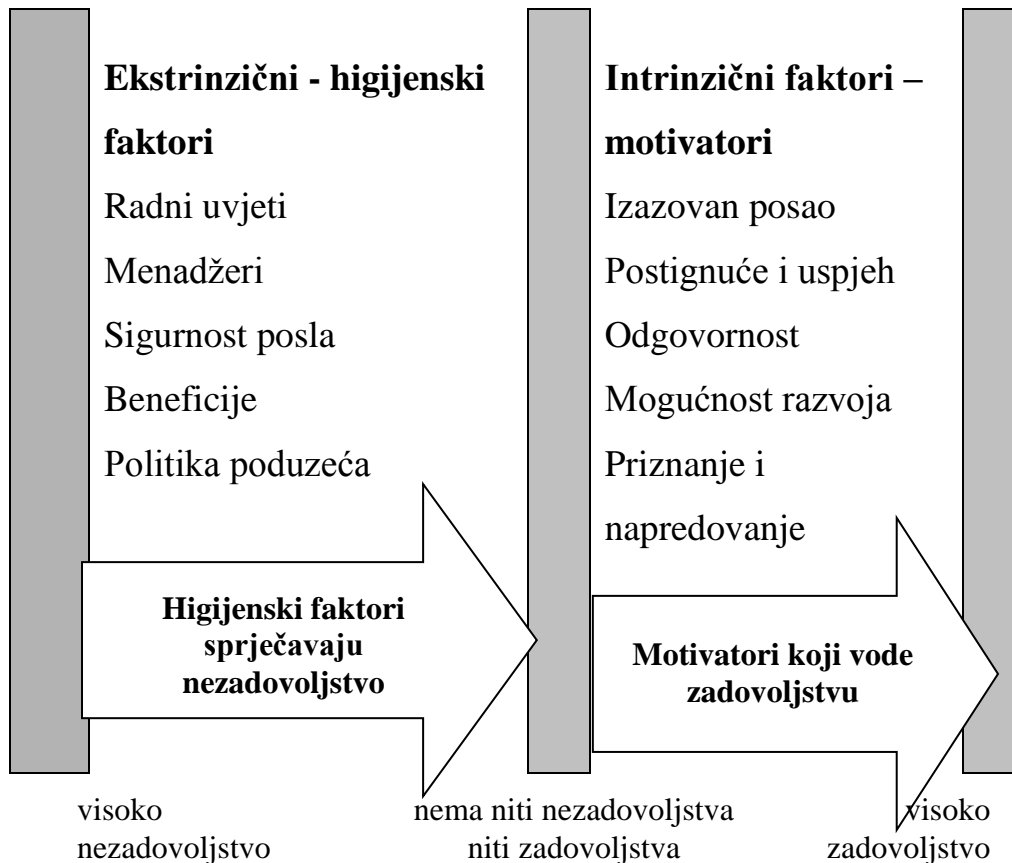 Ekstrinzični - higijenski
faktori
Radni uvjeti
Menadžeri
Sigurnost posla
Beneficije
Politika poduzeća
Higijenski faktori
sprječavaju
nezadovoljstvo
Intrinzični faktori –
motivatori
Izazovan posao
Postignuće i uspjeh
Odgovornost
Mogućnost razvoja
Priznanje i
napredovanje
Motivatori koji vode
zadovoljstvu
visoko
nezadovoljstvo
nema niti nezadovoljstva
niti zadovoljstva
visoko
zadovoljstvo